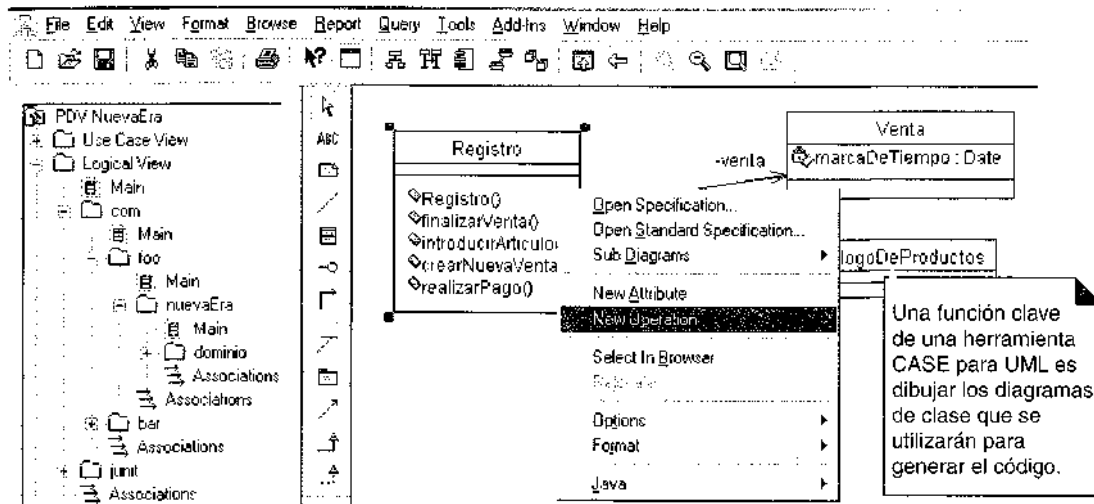 File Edit View Format Browse Report Query Tools Add-Ins Window Help
PDV NuevaEra
Use Case View
Logical View
Main
com
Main
foo
Main
nuevaEra
Main
dominio
Associations
Associations
bar
Associations
junit
Associations
ABC
Registro
Registro()
finalizarVenta()
introducirArticulo
crearNuevaVenta
realizarPago()
-venta
Venta
marcaDeTiempo : Date
logoDeProductos
Open Specification...
Open Standard Specification...
Sub Diagrams
New Attribute
New Operation
Select In Browser
Options
Format
Java
Una función clave
de una herramienta
CASE para UML es
dibujar los diagramas
de clase que se
utilizarán para
generar el código.